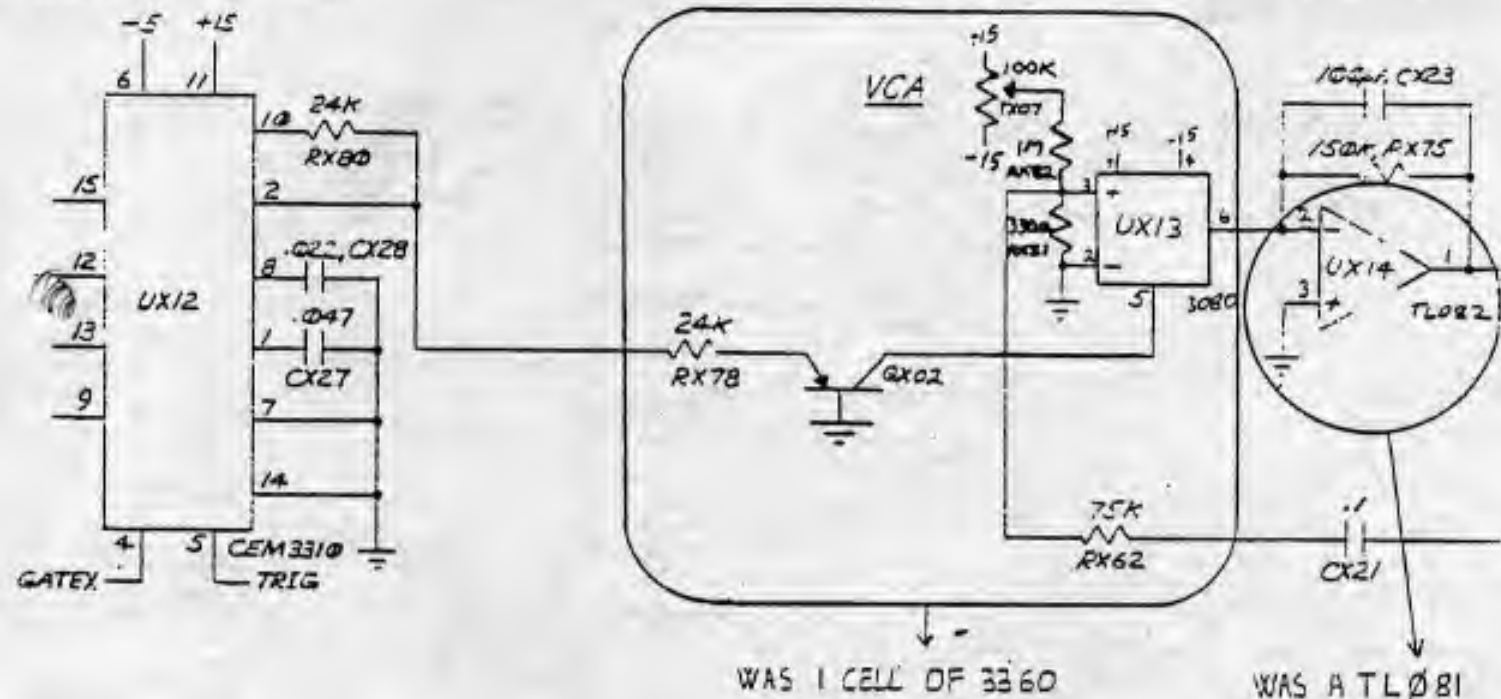 -5 +15
6 11
10 24K
RX80
15
2
12
8 .022, CX28
UX12
.047
13
1
CX27
9
7
14
4 5 CEM3310
GATEX TRIG
VCA
100K
TX07
-15
1M
RX82
+15 -15
4
3
+
UX13 6
2
-
5 3080
24K
RX78
QX02
75K
RX62
.1
CX21
CX23
150K, RX75
2
-
UX14
1
3
+
TL082
WAS 1 CELL OF 3360
WAS A TL081